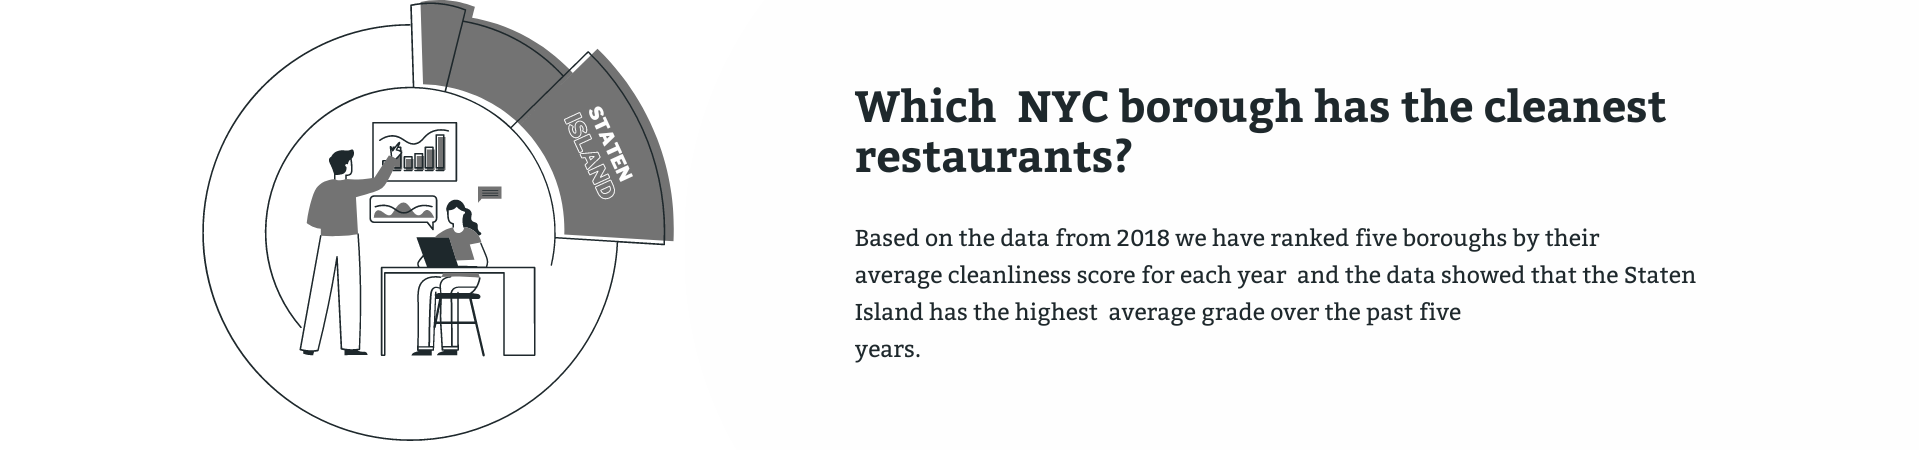 STATEN
ISLAND
Which NYC borough has the cleanest
restaurants?
Based on the data from 2018 we have ranked five boroughs by their
average cleanliness score for each year and the data showed that the Staten
Island has the highest average grade over the past five
years.